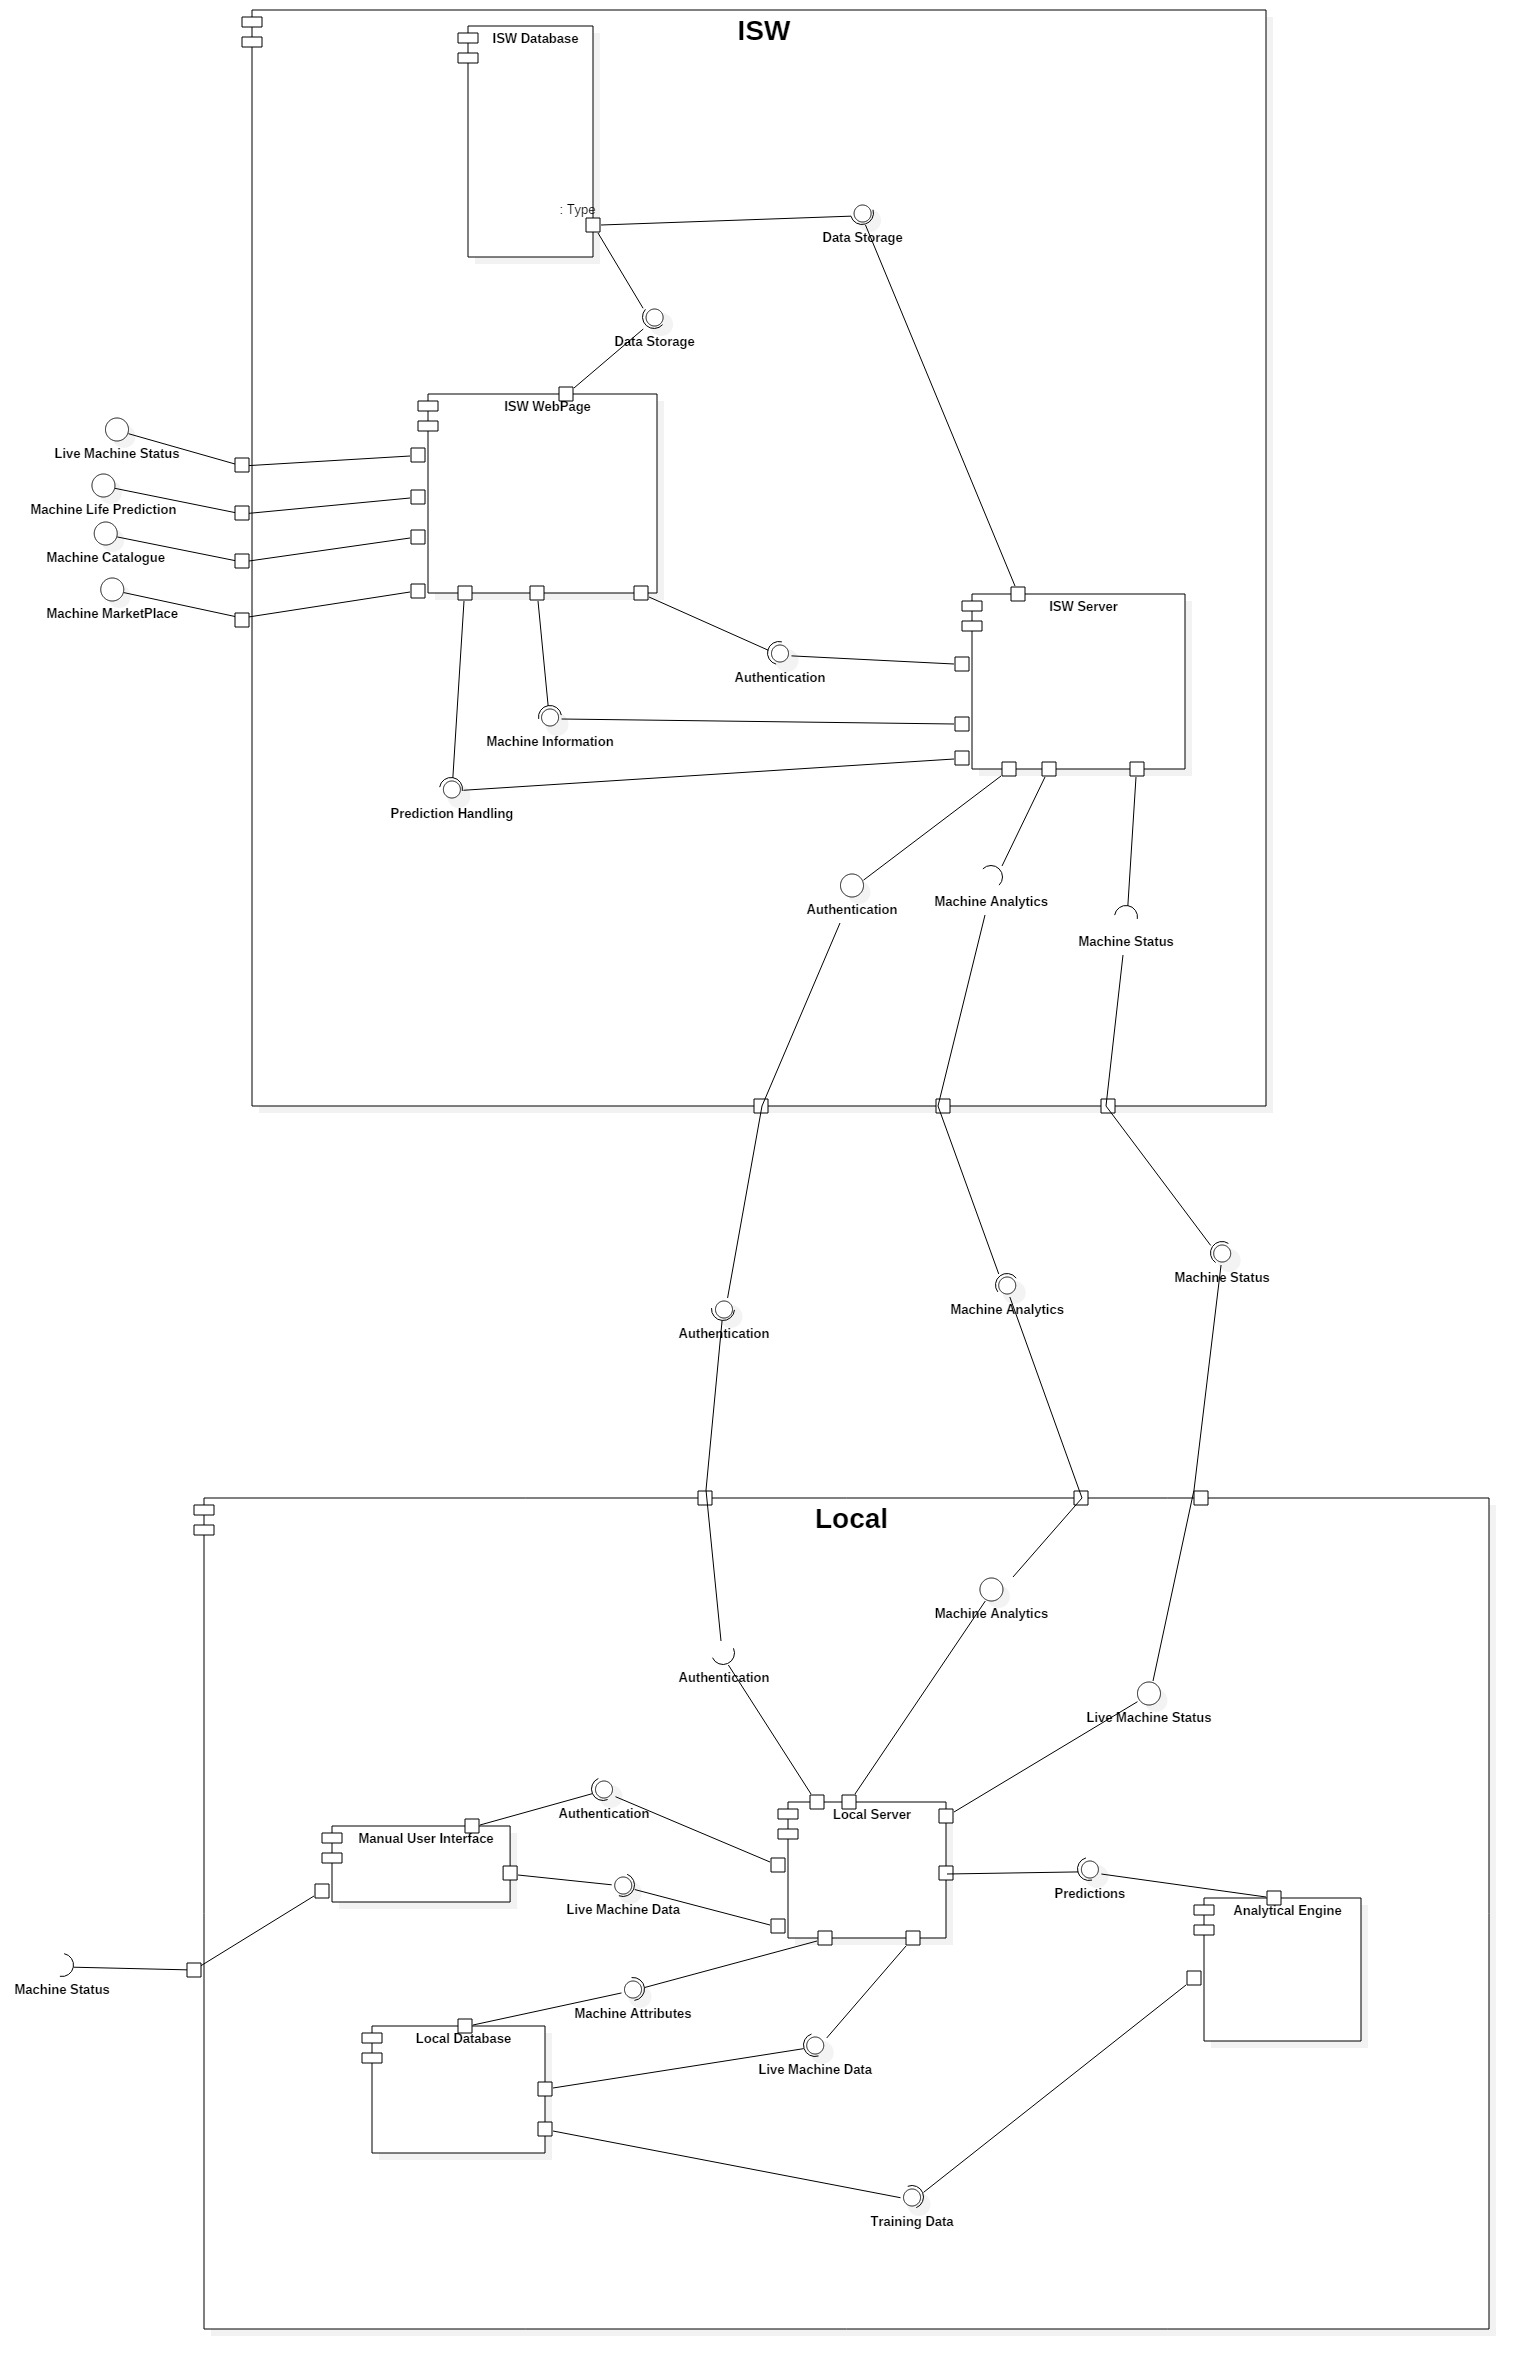 ISW
ISW Database
: Type
Data Storage
Data Storage
ISW WebPage
Live Machine Status
Machine Life Prediction
Machine Catalogue
Machine MarketPlace
ISW Server
Authentication
Machine Information
Prediction Handling
Authentication
Machine Analytics
Machine Status
Machine Status
Machine Analytics
Authentication
Local
Machine Analytics
Authentication
Live Machine Status
Authentication
Local Server
Manual User Interface
Live Machine Data
Predictions
Analytical Engine
Machine Status
Machine Attributes
Local Database
Live Machine Data
Training Data